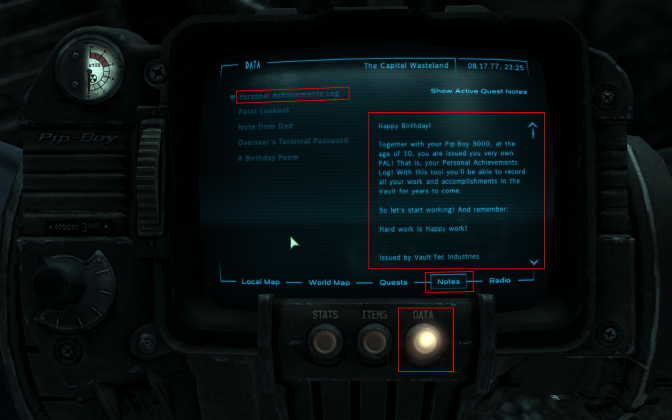 DATA
The Capital Wasteland
08.17.77, 23:25
Show Active Quest Notes
Personal Achievements Log
Point Lookout
Note from Dad
Overseer's Terminal Password
A Birthday Poem
Happy Birthday!
Together with your Pip-Boy 3000, at the
age of 10, you are issued you very own
PAL! That is, your Personal Achievements
Log! With this tool you'll be able to record
all your work and accomplishments in the
Vault for years to come.
So let's start working! And remember:
Hard work is Happy work!
Issued by Vault-Tec Industries.
Local Map
World Map
Quests
Notes
Radio
STATS
ITEMS
DATA
Pip-Boy
Model 3000